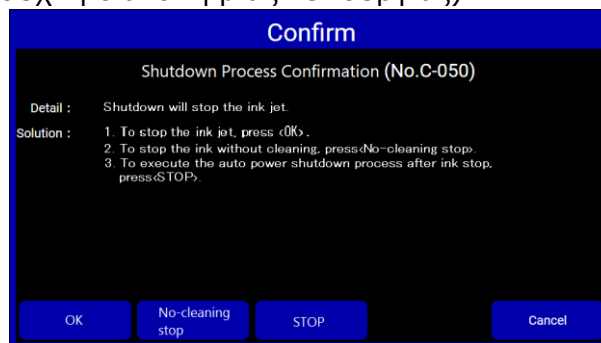 Confirm
Shutdown Process Confirmation (No.C-050)
Detail : Shutdown will stop the ink jet.
Solution : 1. To stop the ink jet, press <OK>.
2. To stop the ink without cleaning, press<No-cleaning stop>.
3. To execute the auto power shutdown process after ink stop,
press<STOP>.
OK
No-cleaning
stop
STOP
Cancel